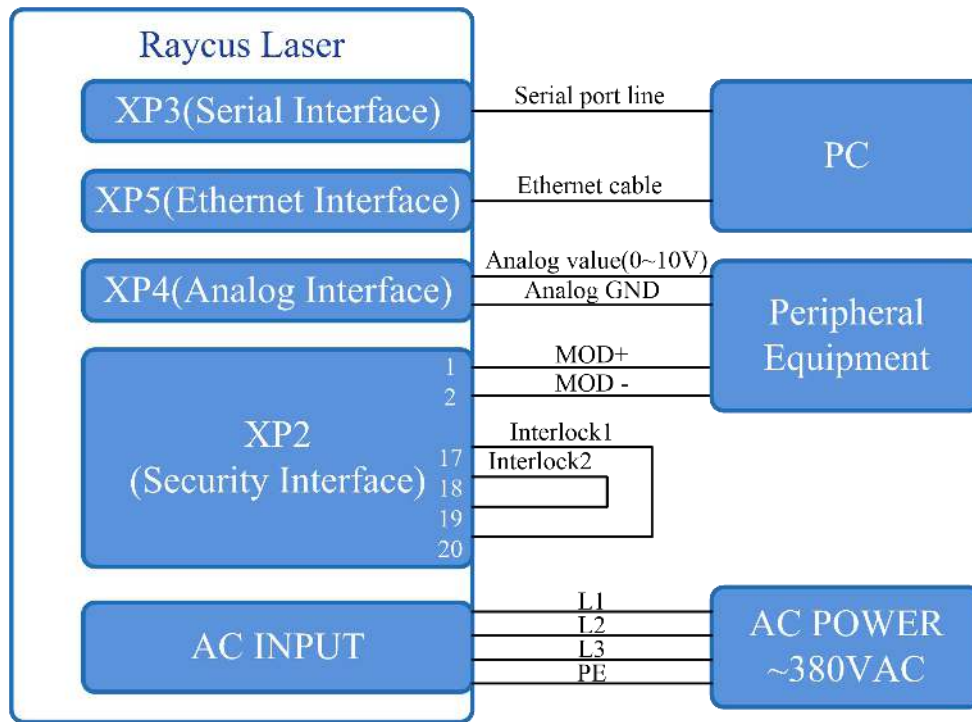 Raycus Laser
XP3(Serial Interface)
Serial port line
PC
XP5(Ethernet Interface)
Ethernet cable
XP4(Analog Interface)
Analog value(0~10V)
Analog GND
Peripheral
Equipment
1
MOD+
2
MOD -
XP2
(Security Interface)
Interlock1
17
Interlock2
18
19
20
AC INPUT
L1
L2
L3
PE
AC POWER
~380VAC